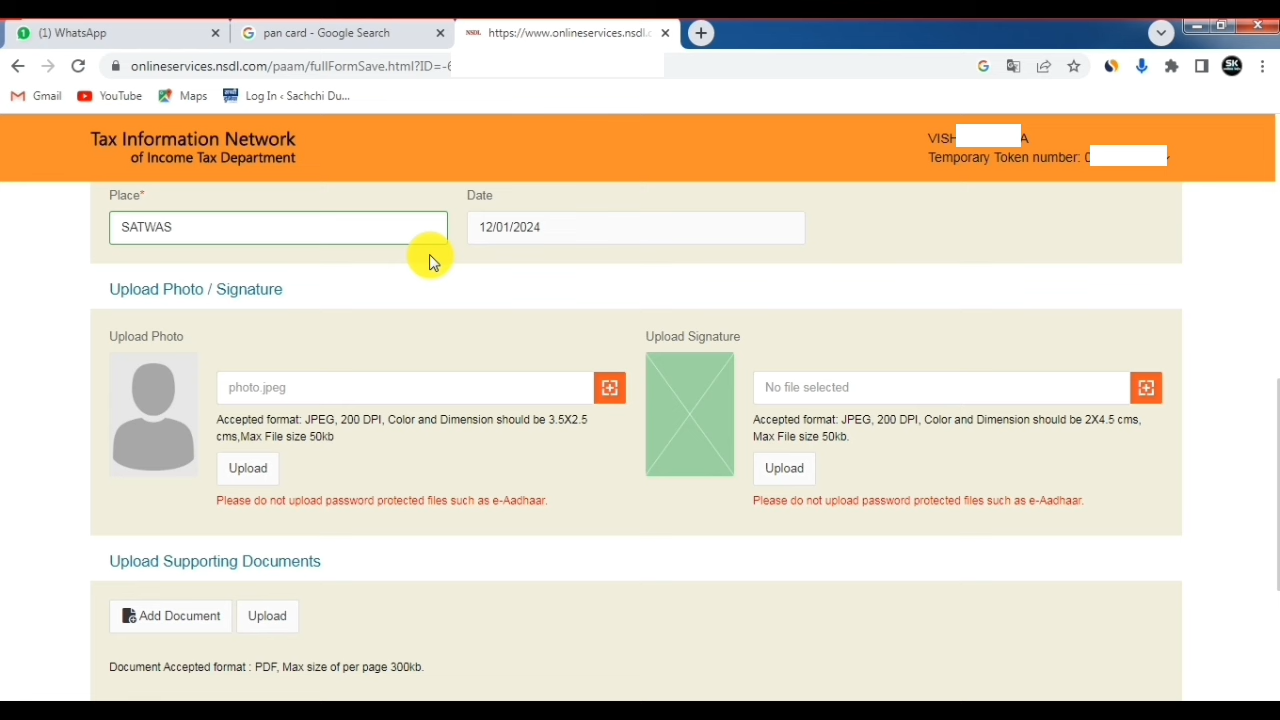 (1) WhatsApp
pan card - Google Search
https://www.onlineservices.nsdl.c
onlineservices.nsdl.com/paam/fullFormSave.html?ID=-6
Gmail
YouTube
Maps
Log In ‹ Sachchi Du...
SK
Tax Information Network
of Income Tax Department
VISH A
Temporary Token number: 0
Place*
Date
SATWAS
12/01/2024
Upload Photo / Signature
Upload Photo
Upload Signature
photo.jpeg
No file selected
Accepted format: JPEG, 200 DPI, Color and Dimension should be 3.5X2.5
cms,Max File size 50kb
Accepted format: JPEG, 200 DPI, Color and Dimension should be 2X4.5 cms,
Max File size 50kb.
Upload
Upload
Please do not upload password protected files such as e-Aadhaar.
Please do not upload password protected files such as e-Aadhaar.
Upload Supporting Documents
Add Document
Upload
Document Accepted format : PDF, Max size of per page 300kb.